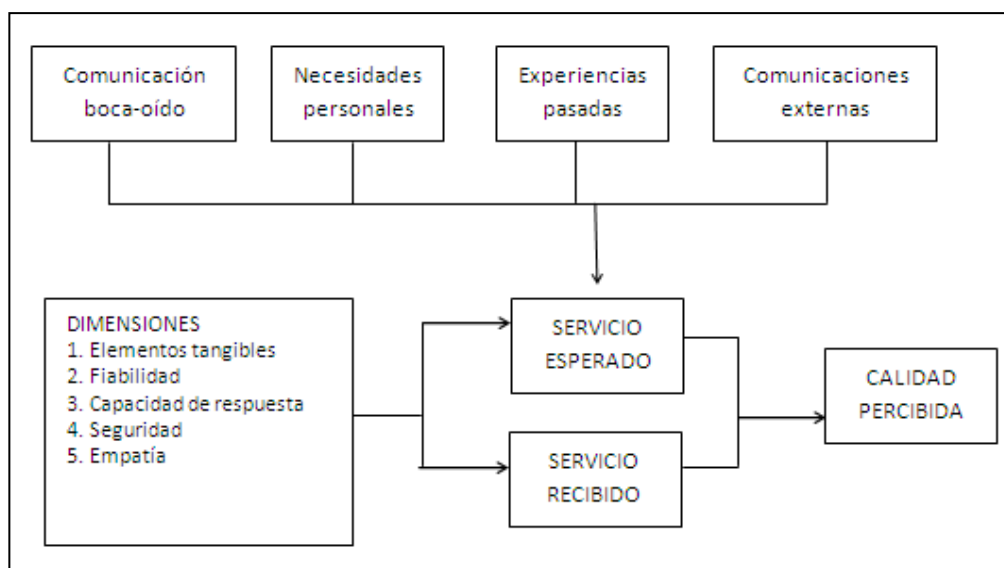 Comunicación
boca-oído
Necesidades
personales
Experiencias
pasadas
Comunicaciones
externas
DIMENSIONES
1. Elementos tangibles
2. Fiabilidad
3. Capacidad de respuesta
4. Seguridad
5. Empatía
SERVICIO
ESPERADO
SERVICIO
RECIBIDO
CALIDAD
PERCIBIDA